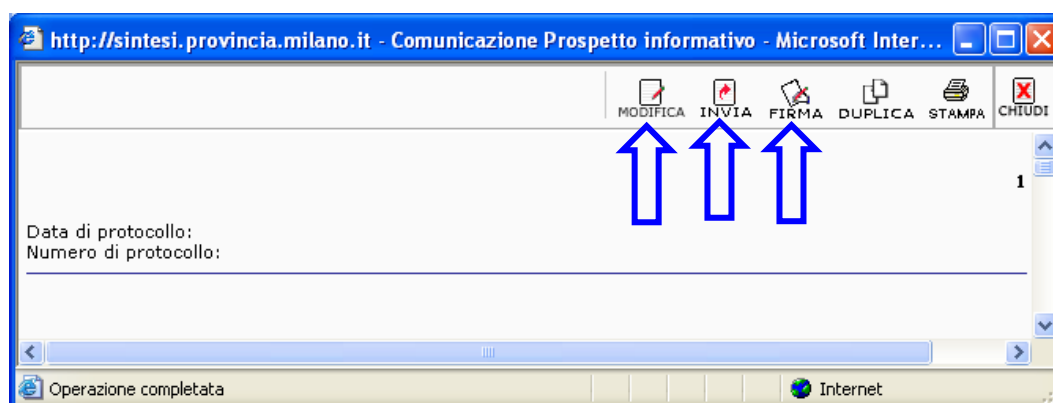 http://sintesi.provincia.milano.it - Comunicazione Prospetto informativo - Microsoft Inter...
MODIFICA INVIA FIRMA DUPLICA STAMPA CHIUDI
1
Data di protocollo:
Numero di protocollo:
Operazione completata Internet